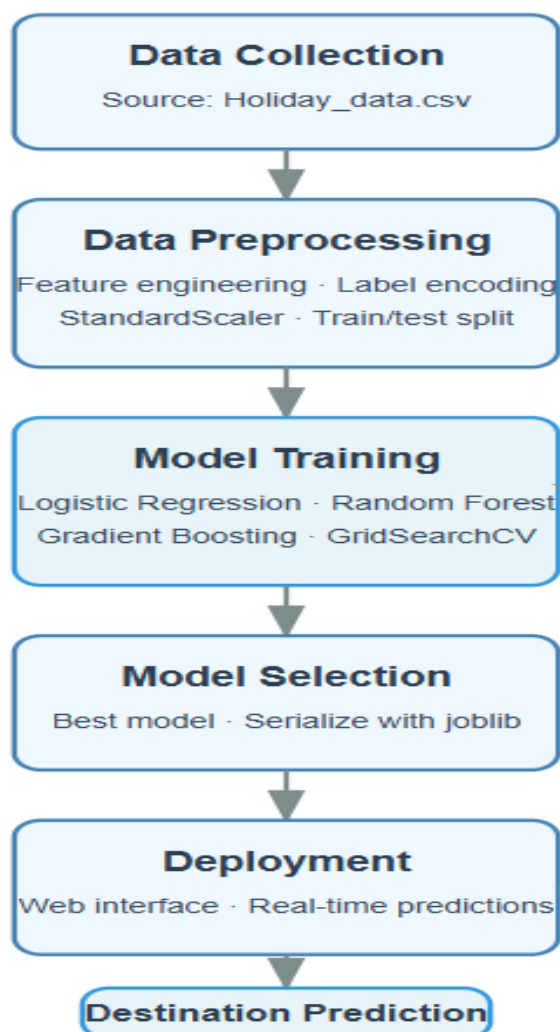 Data Collection
Source: Holiday_data.csv
Data Preprocessing
Feature engineering · Label encoding
StandardScaler · Train/test split
Model Training
Logistic Regression · Random Forest
Gradient Boosting · GridSearchCV
Model Selection
Best model · Serialize with joblib
Deployment
Web interface · Real-time predictions
Destination Prediction